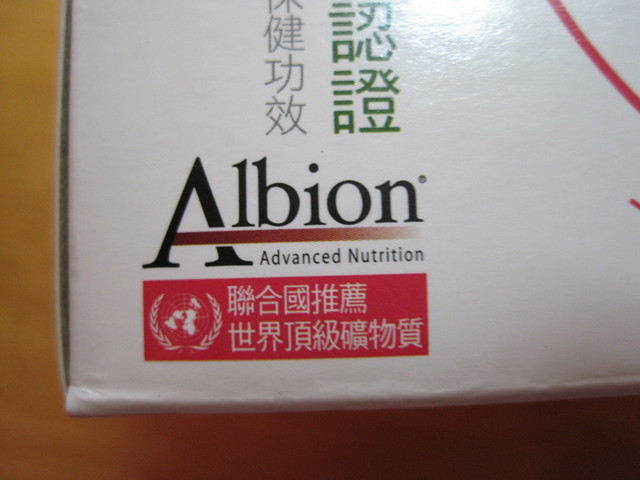 認證
保健功效
Albion®
Advanced Nutrition
聯合國推薦
世界頂級礦物質